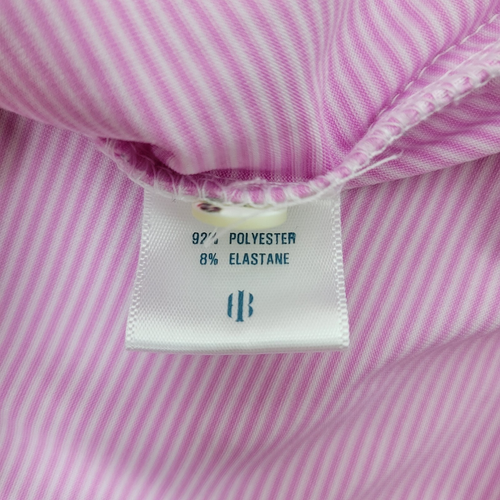 92% POLYESTER
8% ELASTANE